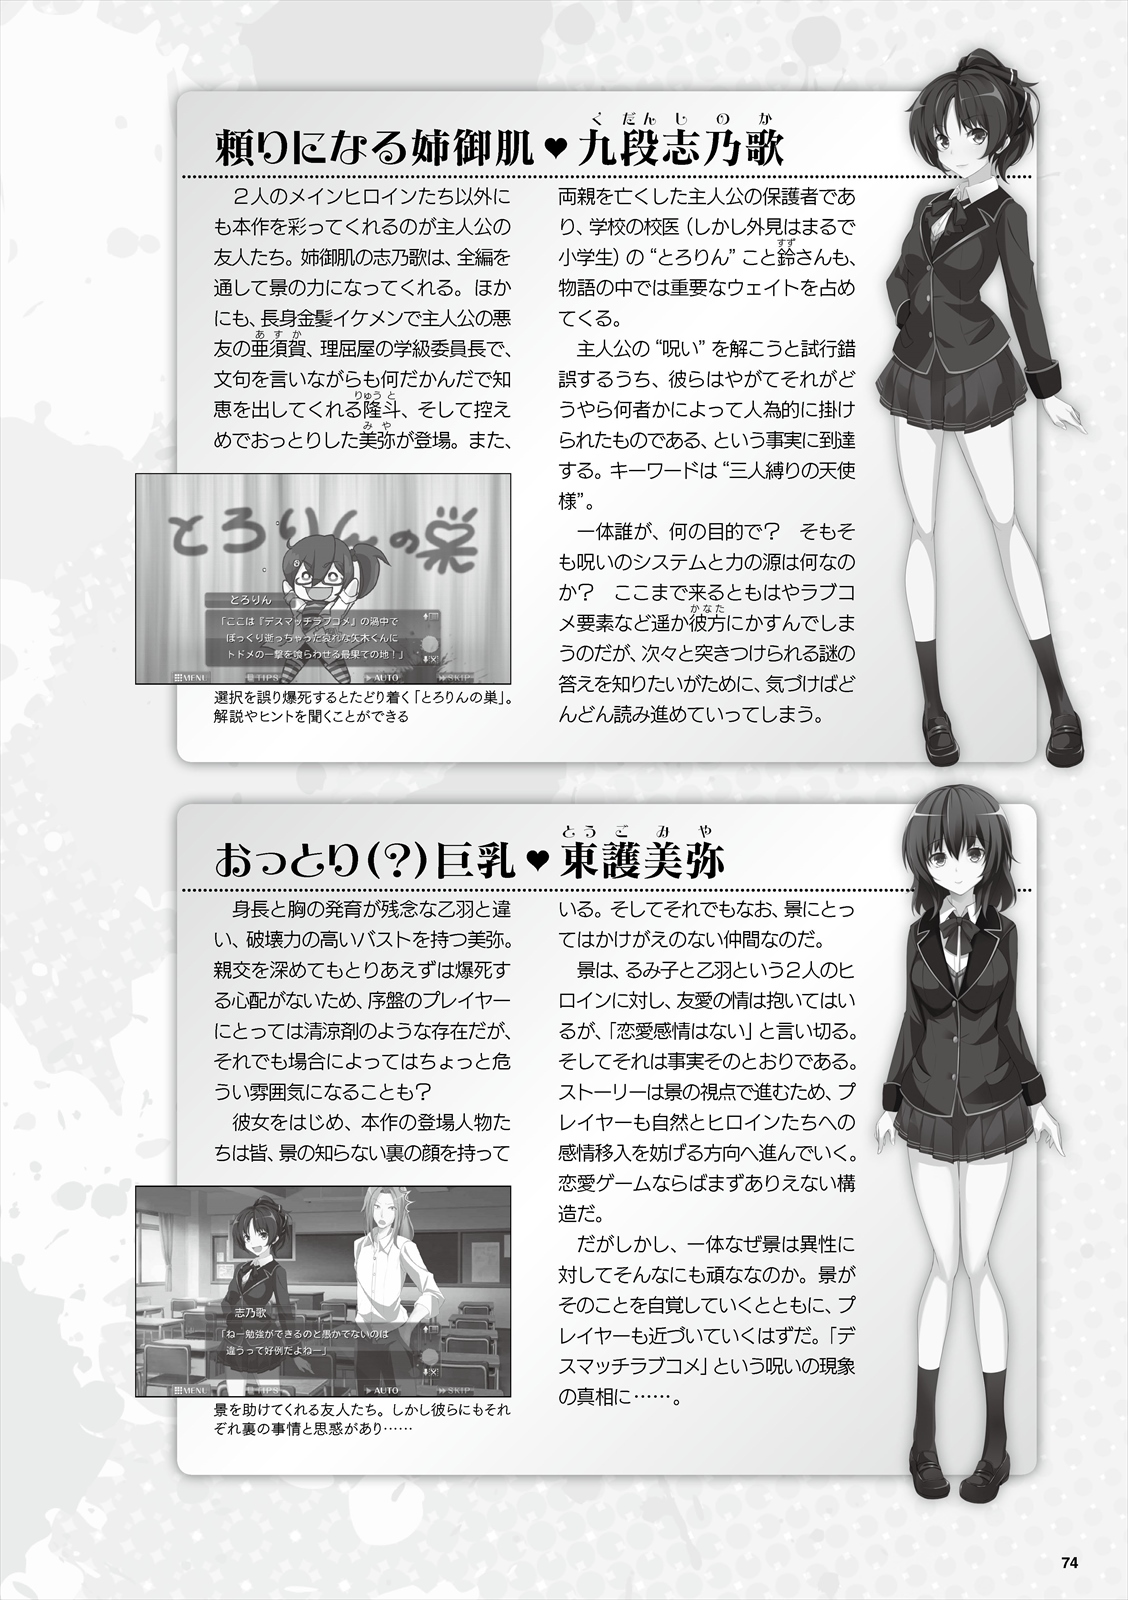 くだんしのか
頼りになる姉御肌♥九段志乃歌
２人のメインヒロインたち以外に
も本作を彩ってくれるのが主人公の
友人たち。姉御肌の志乃歌は、全編を
通して景の力になってくれる。ほか
にも、長身金髪イケメンで主人公の悪
あすか
友の亜須賀、理屈屋の学級委員長で、
文句を言いながらも何だかんだで知
りゅうと
恵を出してくれる隆斗、そして控え
みや
めでおっとりした美弥が登場。また、
とろりんの巣
とろりん
「ここは『デスマッチラブコメ』の渦中で
ぽっくり逝っちゃった哀れな矢木くんに
トドメの一撃を喰らわせる最果ての地！」
MENU TIPS AUTO SKIP
選択を誤り爆死するとたどり着く「とろりんの巣」。
解説やヒントを聞くことができる
両親を亡くした主人公の保護者であ
り、学校の校医（しかし外見はまるで
すず
小学生）の“とろりん”こと鈴さんも、
物語の中では重要なウェイトを占め
てくる。
主人公の“呪い”を解こうと試行錯
誤するうち、彼らはやがてそれがど
うやら何者かによって人為的に掛け
られたものである、という事実に到達
する。キーワードは“三人縛りの天使
様”。
一体誰が、何の目的で？　そもそ
も呪いのシステムと力の源は何なの
か？　ここまで来るともはやラブコ
かなた
メ要素など遥か彼方にかすんでしま
うのだが、次々と突きつけられる謎の
答えを知りたいがために、気づけばど
んどん読み進めていってしまう。
とうごみや
おっとり(？)巨乳♥東護美弥
身長と胸の発育が残念な乙羽と違
い、破壊力の高いバストを持つ美弥。
親交を深めてもとりあえずは爆死す
る心配がないため、序盤のプレイヤー
にとっては清涼剤のような存在だが、
それでも場合によってはちょっと危
うい雰囲気になることも？
彼女をはじめ、本作の登場人物た
ちは皆、景の知らない裏の顔を持って
志乃歌
「ねー勉強ができるのと愚かでないのは
違うって好例だよねー」
MENU TIPS AUTO SKIP
景を助けてくれる友人たち。しかし彼らにもそれ
ぞれ裏の事情と思惑があり……
いる。そしてそれでもなお、景にとっ
てはかけがえのない仲間なのだ。
景は、るみ子と乙羽という２人のヒ
ロインに対し、友愛の情は抱いてはい
るが、「恋愛感情はない」と言い切る。
そしてそれは事実そのとおりである。
ストーリーは景の視点で進むため、プ
レイヤーも自然とヒロインたちへの
感情移入を妨げる方向へ進んでいく。
恋愛ゲームならばまずありえない構
造だ。
だがしかし、一体なぜ景は異性に
対してそんなにも頑ななのか。景が
そのことを自覚していくとともに、プ
レイヤーも近づいていくはずだ。「デ
スマッチラブコメ」という呪いの現象
の真相に……。
74